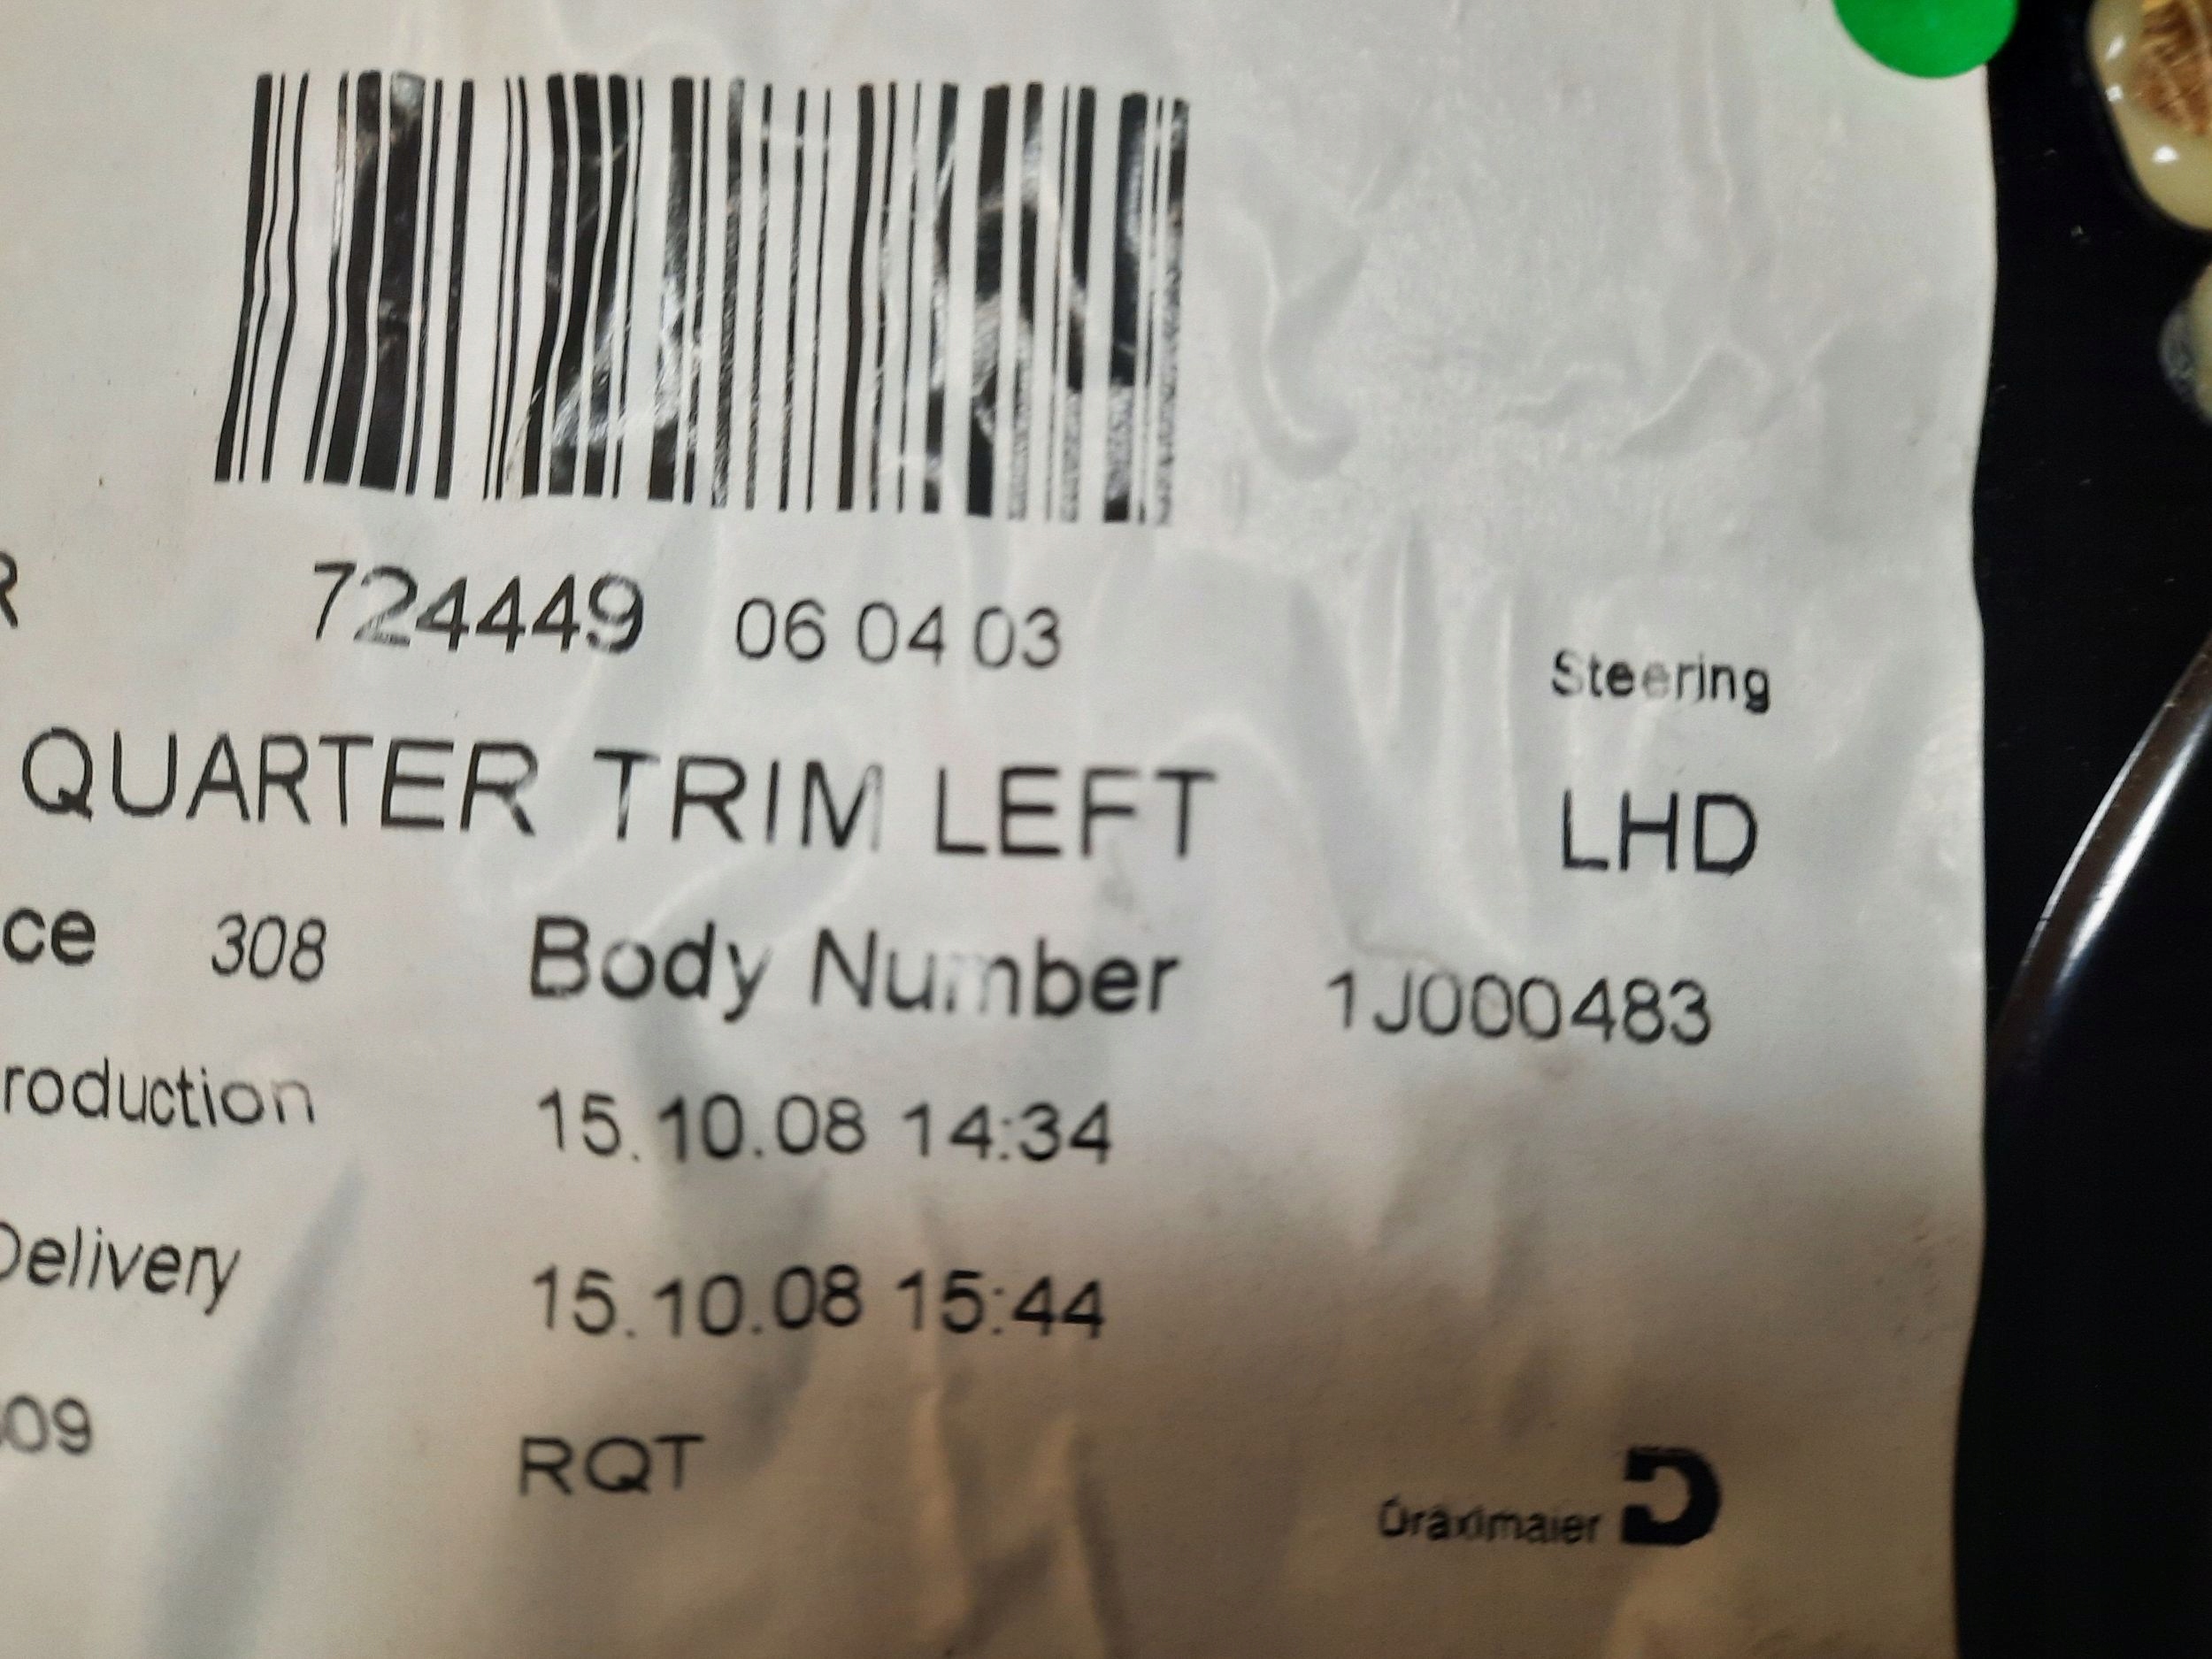 R 724449 06 04 03
Steering
QUARTER TRIM LEFT LHD
ce 308 Body Number 1J000483
roduction 15.10.08 14:34
Delivery 15.10.08 15:44
09 RQT
Dräxlmaier